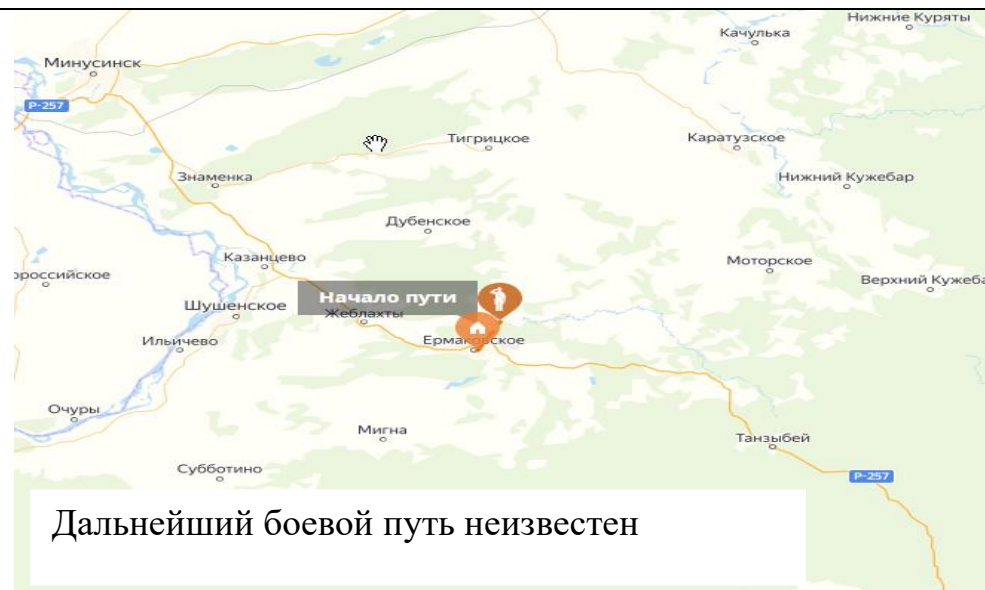 Нижние Куряты
Качулька
Минусинск
Р-257
Тигрицкое
Каратузское
Знаменка
Нижний Кужебар
Дубенское
Казанцево
Моторское
ороссийское
Верхний Кужеба
Начало пути
Шушенское
Жеблахты
Ильичево
Ермаковское
Очуры
Мигна
Танзыбей
Субботино
Р-257
Дальнейший боевой путь неизвестен